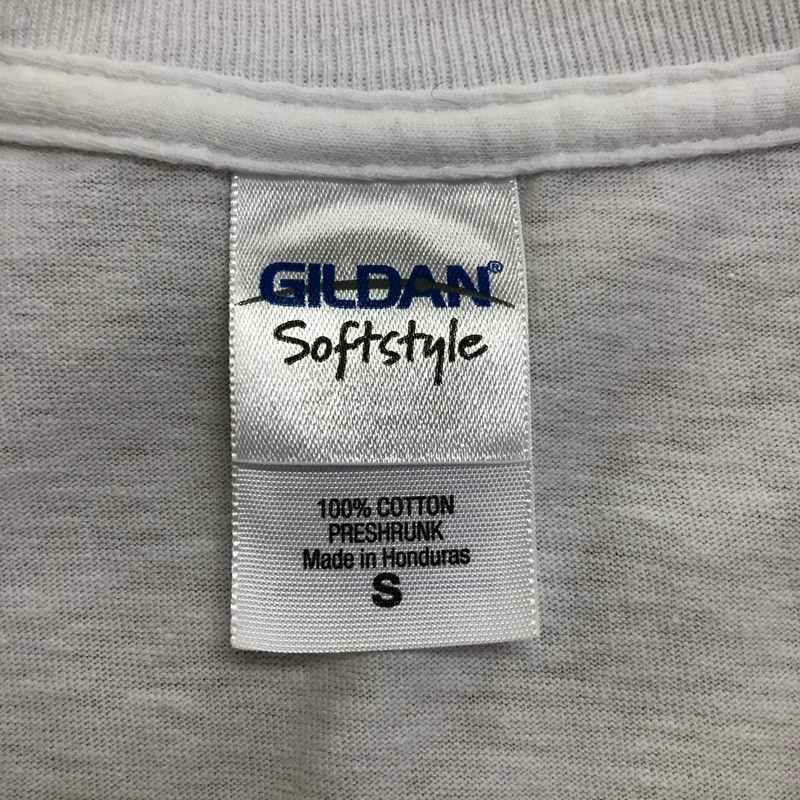 GILDAN®
Softstyle
100% COTTON
PRESHRUNK
Made in Honduras
S